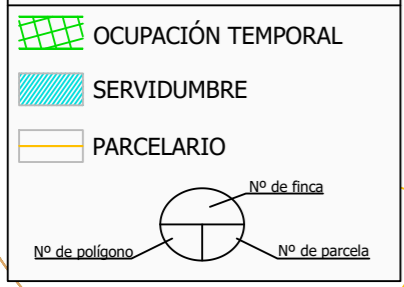 OCUPACIÓN TEMPORAL
SERVIDUMBRE
PARCELARIO
Nº de finca
Nº de polígono
Nº de parcela